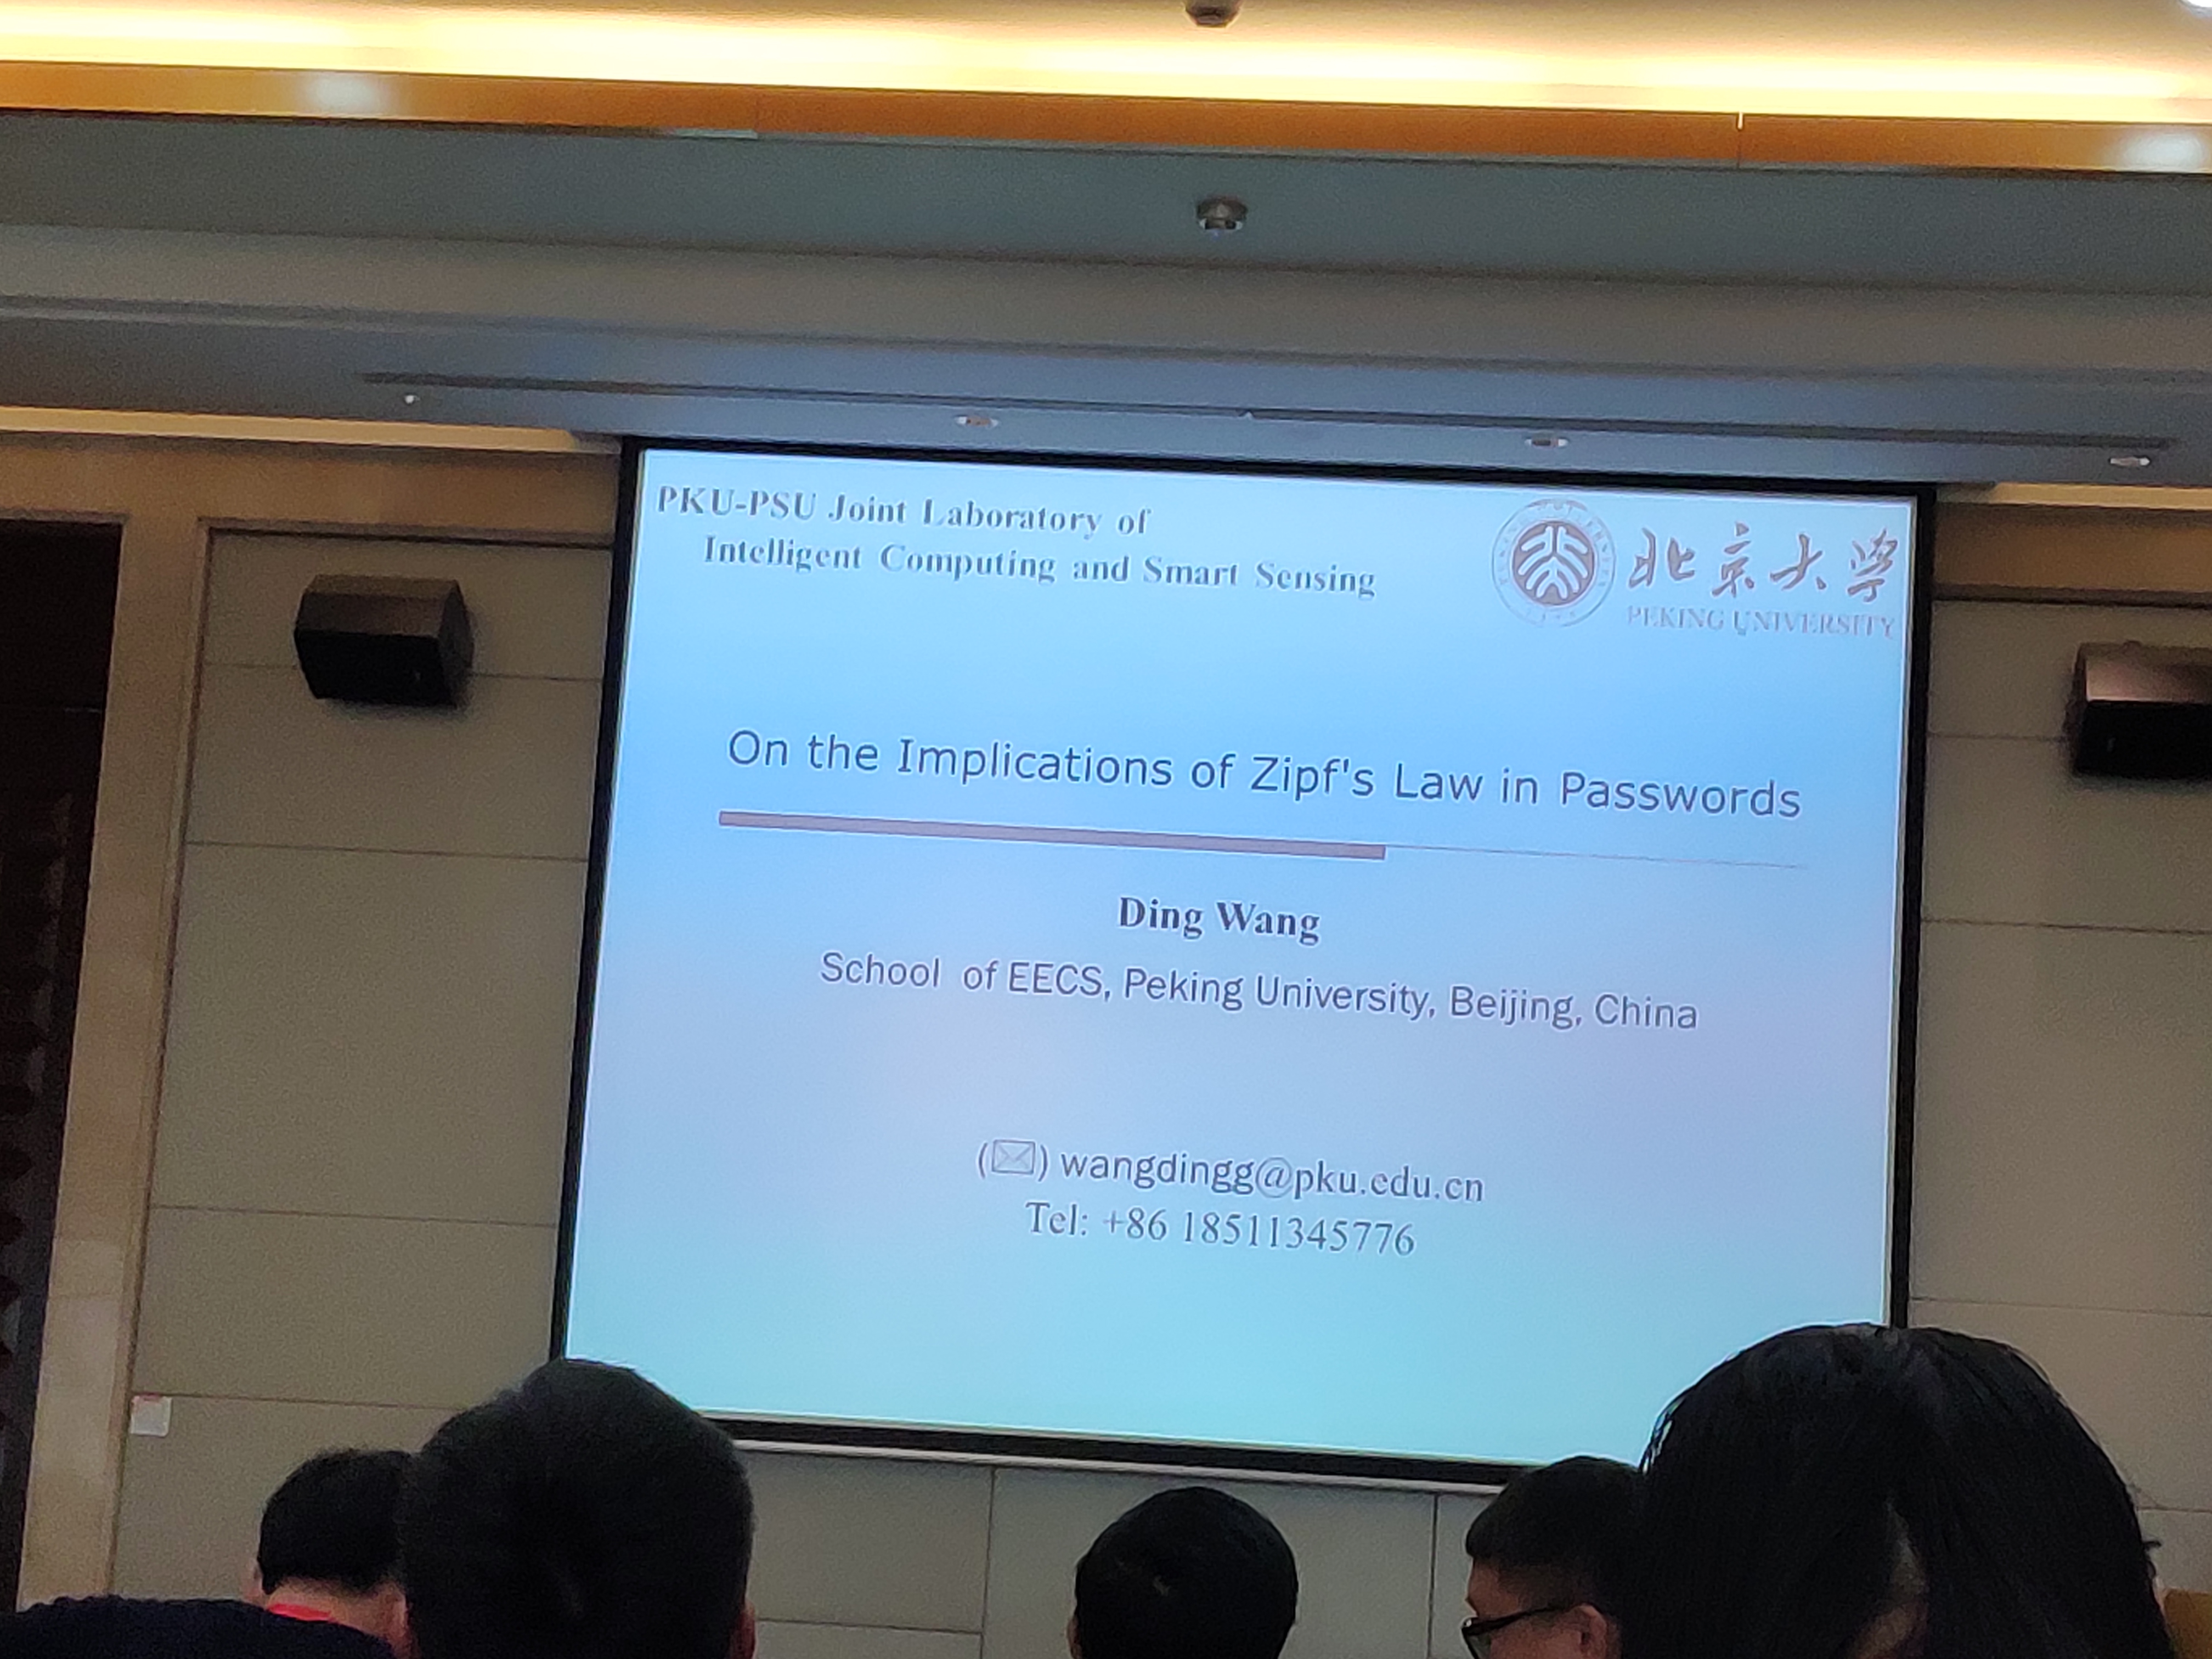 PKU-PSU Joint Laboratory of
Intelligent Computing and Smart Sensing
北京大学
PEKING UNIVERSITY
On the Implications of Zipf's Law in Passwords
Ding Wang
School of EECS, Peking University, Beijing, China
(✉) wangdingg@pku.edu.cn
Tel: +86 18511345776